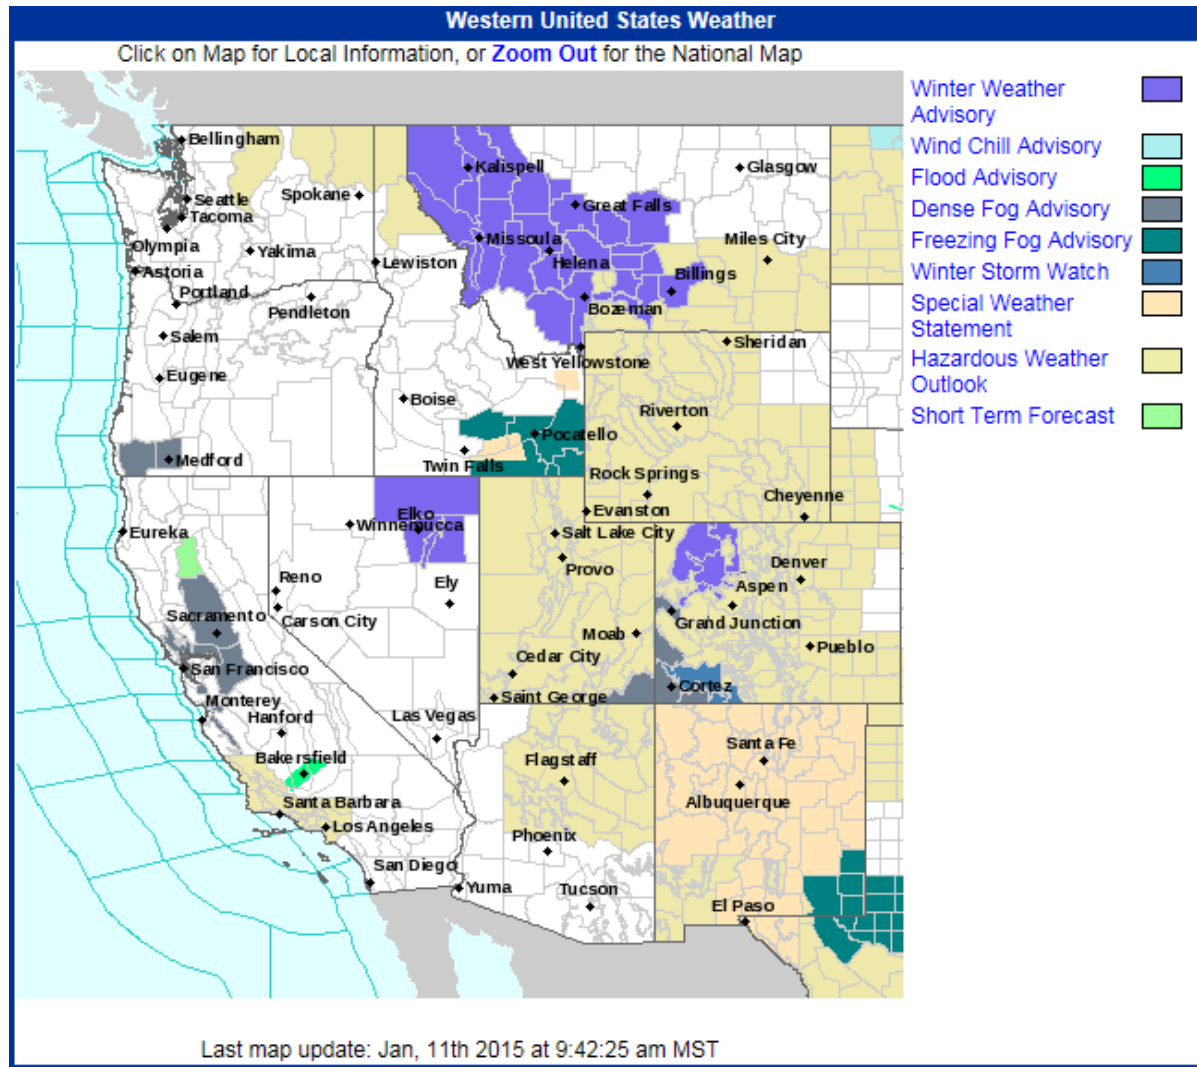 Western United States Weather
Click on Map for Local Information, or Zoom Out for the National Map
Winter Weather
Advisory
Wind Chill Advisory
Flood Advisory
Dense Fog Advisory
Freezing Fog Advisory
Winter Storm Watch
Special Weather
Statement
Hazardous Weather
Outlook
Short Term Forecast
Bellingham
Kalispell
Glasgow
Spokane
Seattle
Great Falls
Tacoma
Olympia
Missoula
Miles City
Yakima
Helena
Lewiston
Astoria
Billings
Portland
Pendleton
Bozeman
Salem
Sheridan
West Yellowstone
Eugene
Boise
Riverton
Pocatello
Medford
Twin Falls
Rock Springs
Cheyenne
Elko
Evanston
Winnemucca
Eureka
Salt Lake City
Provo
Denver
Reno
Ely
Aspen
Sacramento
Carson City
Grand Junction
Moab
Pueblo
Cedar City
San Francisco
Cortez
Saint George
Monterey
Hanford
Las Vegas
Santa Fe
Bakersfield
Flagstaff
Santa Barbara
Albuquerque
Los Angeles
Phoenix
San Diego
Yuma
Tucson
El Paso
Last map update: Jan, 11th 2015 at 9:42:25 am MST